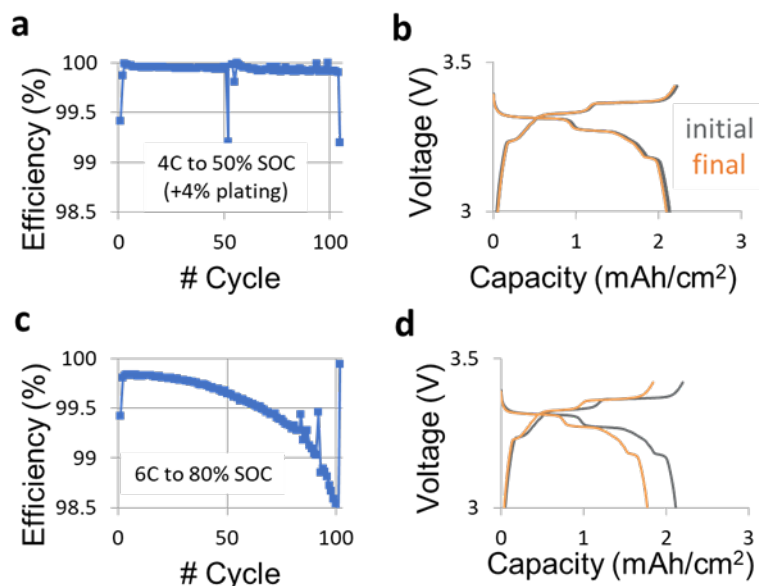 a
Efficiency (%)
100
99.5
99
98.5
4C to 50% SOC
(+4% plating)
0
50
100
# Cycle
b
Voltage (V)
3.5
3
initial
final
0
1
2
3
Capacity (mAh/cm²)
c
Efficiency (%)
100
99.5
99
98.5
6C to 80% SOC
0
50
100
# Cycle
d
Voltage (V)
3.5
3
0
1
2
3
Capacity (mAh/cm²)